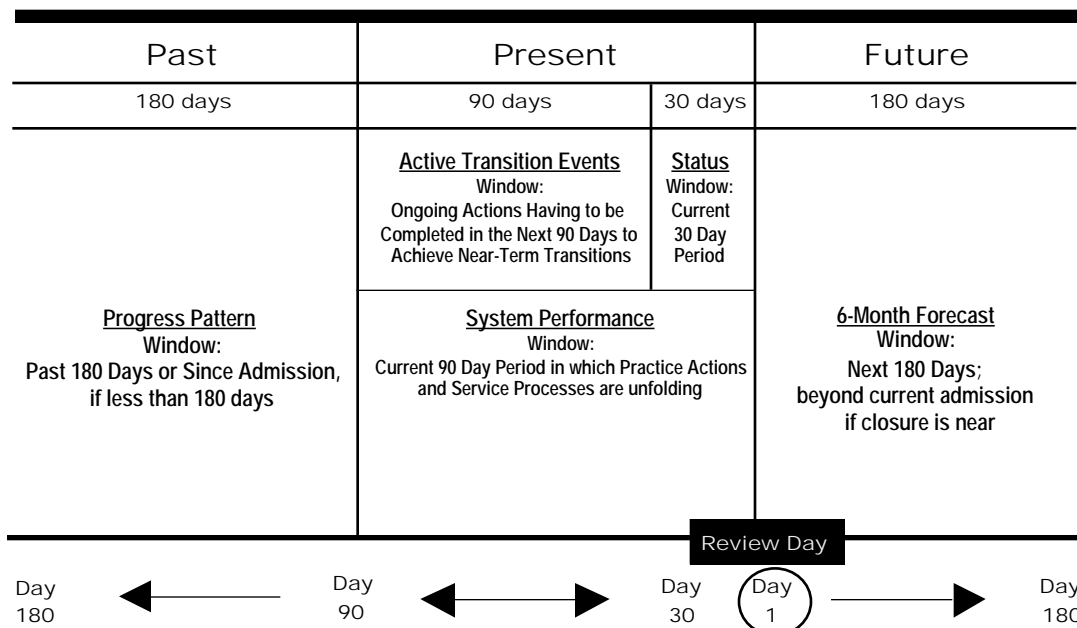 Past
Present
Future
180 days
90 days
30 days
180 days
Active Transition Events
Window:
Ongoing Actions Having to be
Completed in the Next 90 Days to
Achieve Near-Term Transitions
Status
Window:
Current
30 Day
Period
Progress Pattern
Window:
Past 180 Days or Since Admission,
if less than 180 days
System Performance
Window:
Current 90 Day Period in which Practice Actions
and Service Processes are unfolding
6-Month Forecast
Window:
Next 180 Days;
beyond current admission
if closure is near
Review Day
Day
180
Day
90
Day
30
Day
1
Day
180